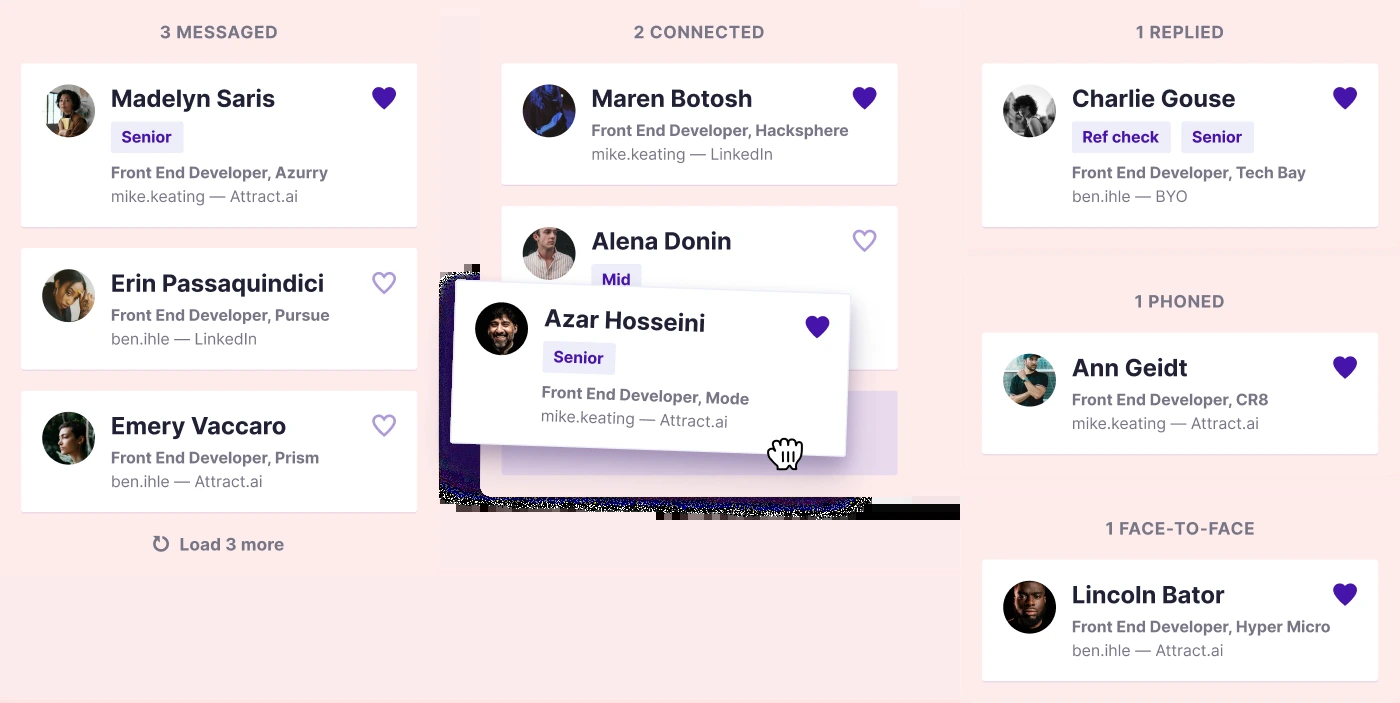 3 MESSAGED
Madelyn Saris
Senior
Front End Developer, Azurry
mike.keating — Attract.ai
Erin Passaquindici
Front End Developer, Pursue
ben.ihle — LinkedIn
Emery Vaccaro
Front End Developer, Prism
ben.ihle — Attract.ai
Load 3 more
2 CONNECTED
Maren Botosh
Front End Developer, Hacksphere
mike.keating — LinkedIn
Alena Donin
Mid
Azar Hosseini
Senior
Front End Developer, Mode
mike.keating — Attract.ai
1 REPLIED
Charlie Gouse
Ref check Senior
Front End Developer, Tech Bay
ben.ihle — BYO
1 PHONED
Ann Geidt
Front End Developer, CR8
mike.keating — Attract.ai
1 FACE-TO-FACE
Lincoln Bator
Front End Developer, Hyper Micro
ben.ihle — Attract.ai